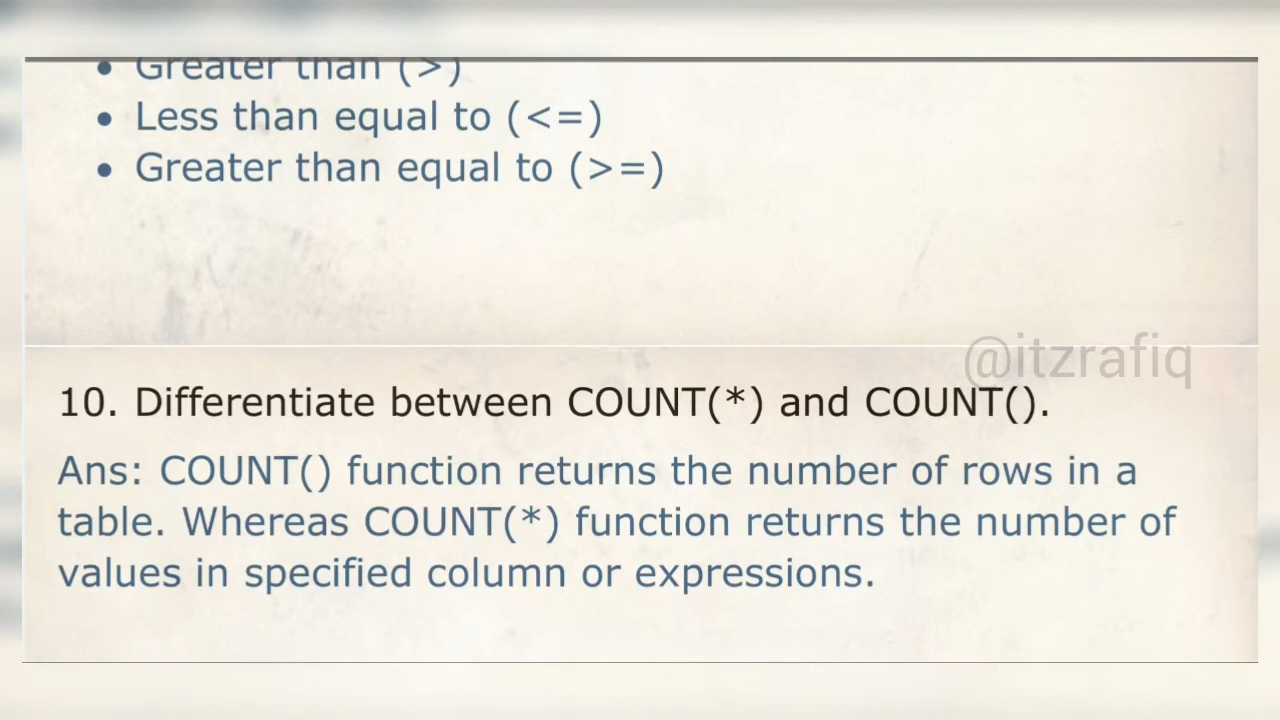 • Greater than (>)
• Less than equal to (<=)
• Greater than equal to (>=)
@itzrafiq
10. Differentiate between COUNT(*) and COUNT().
Ans: COUNT() function returns the number of rows in a
table. Whereas COUNT(*) function returns the number of
values in specified column or expressions.